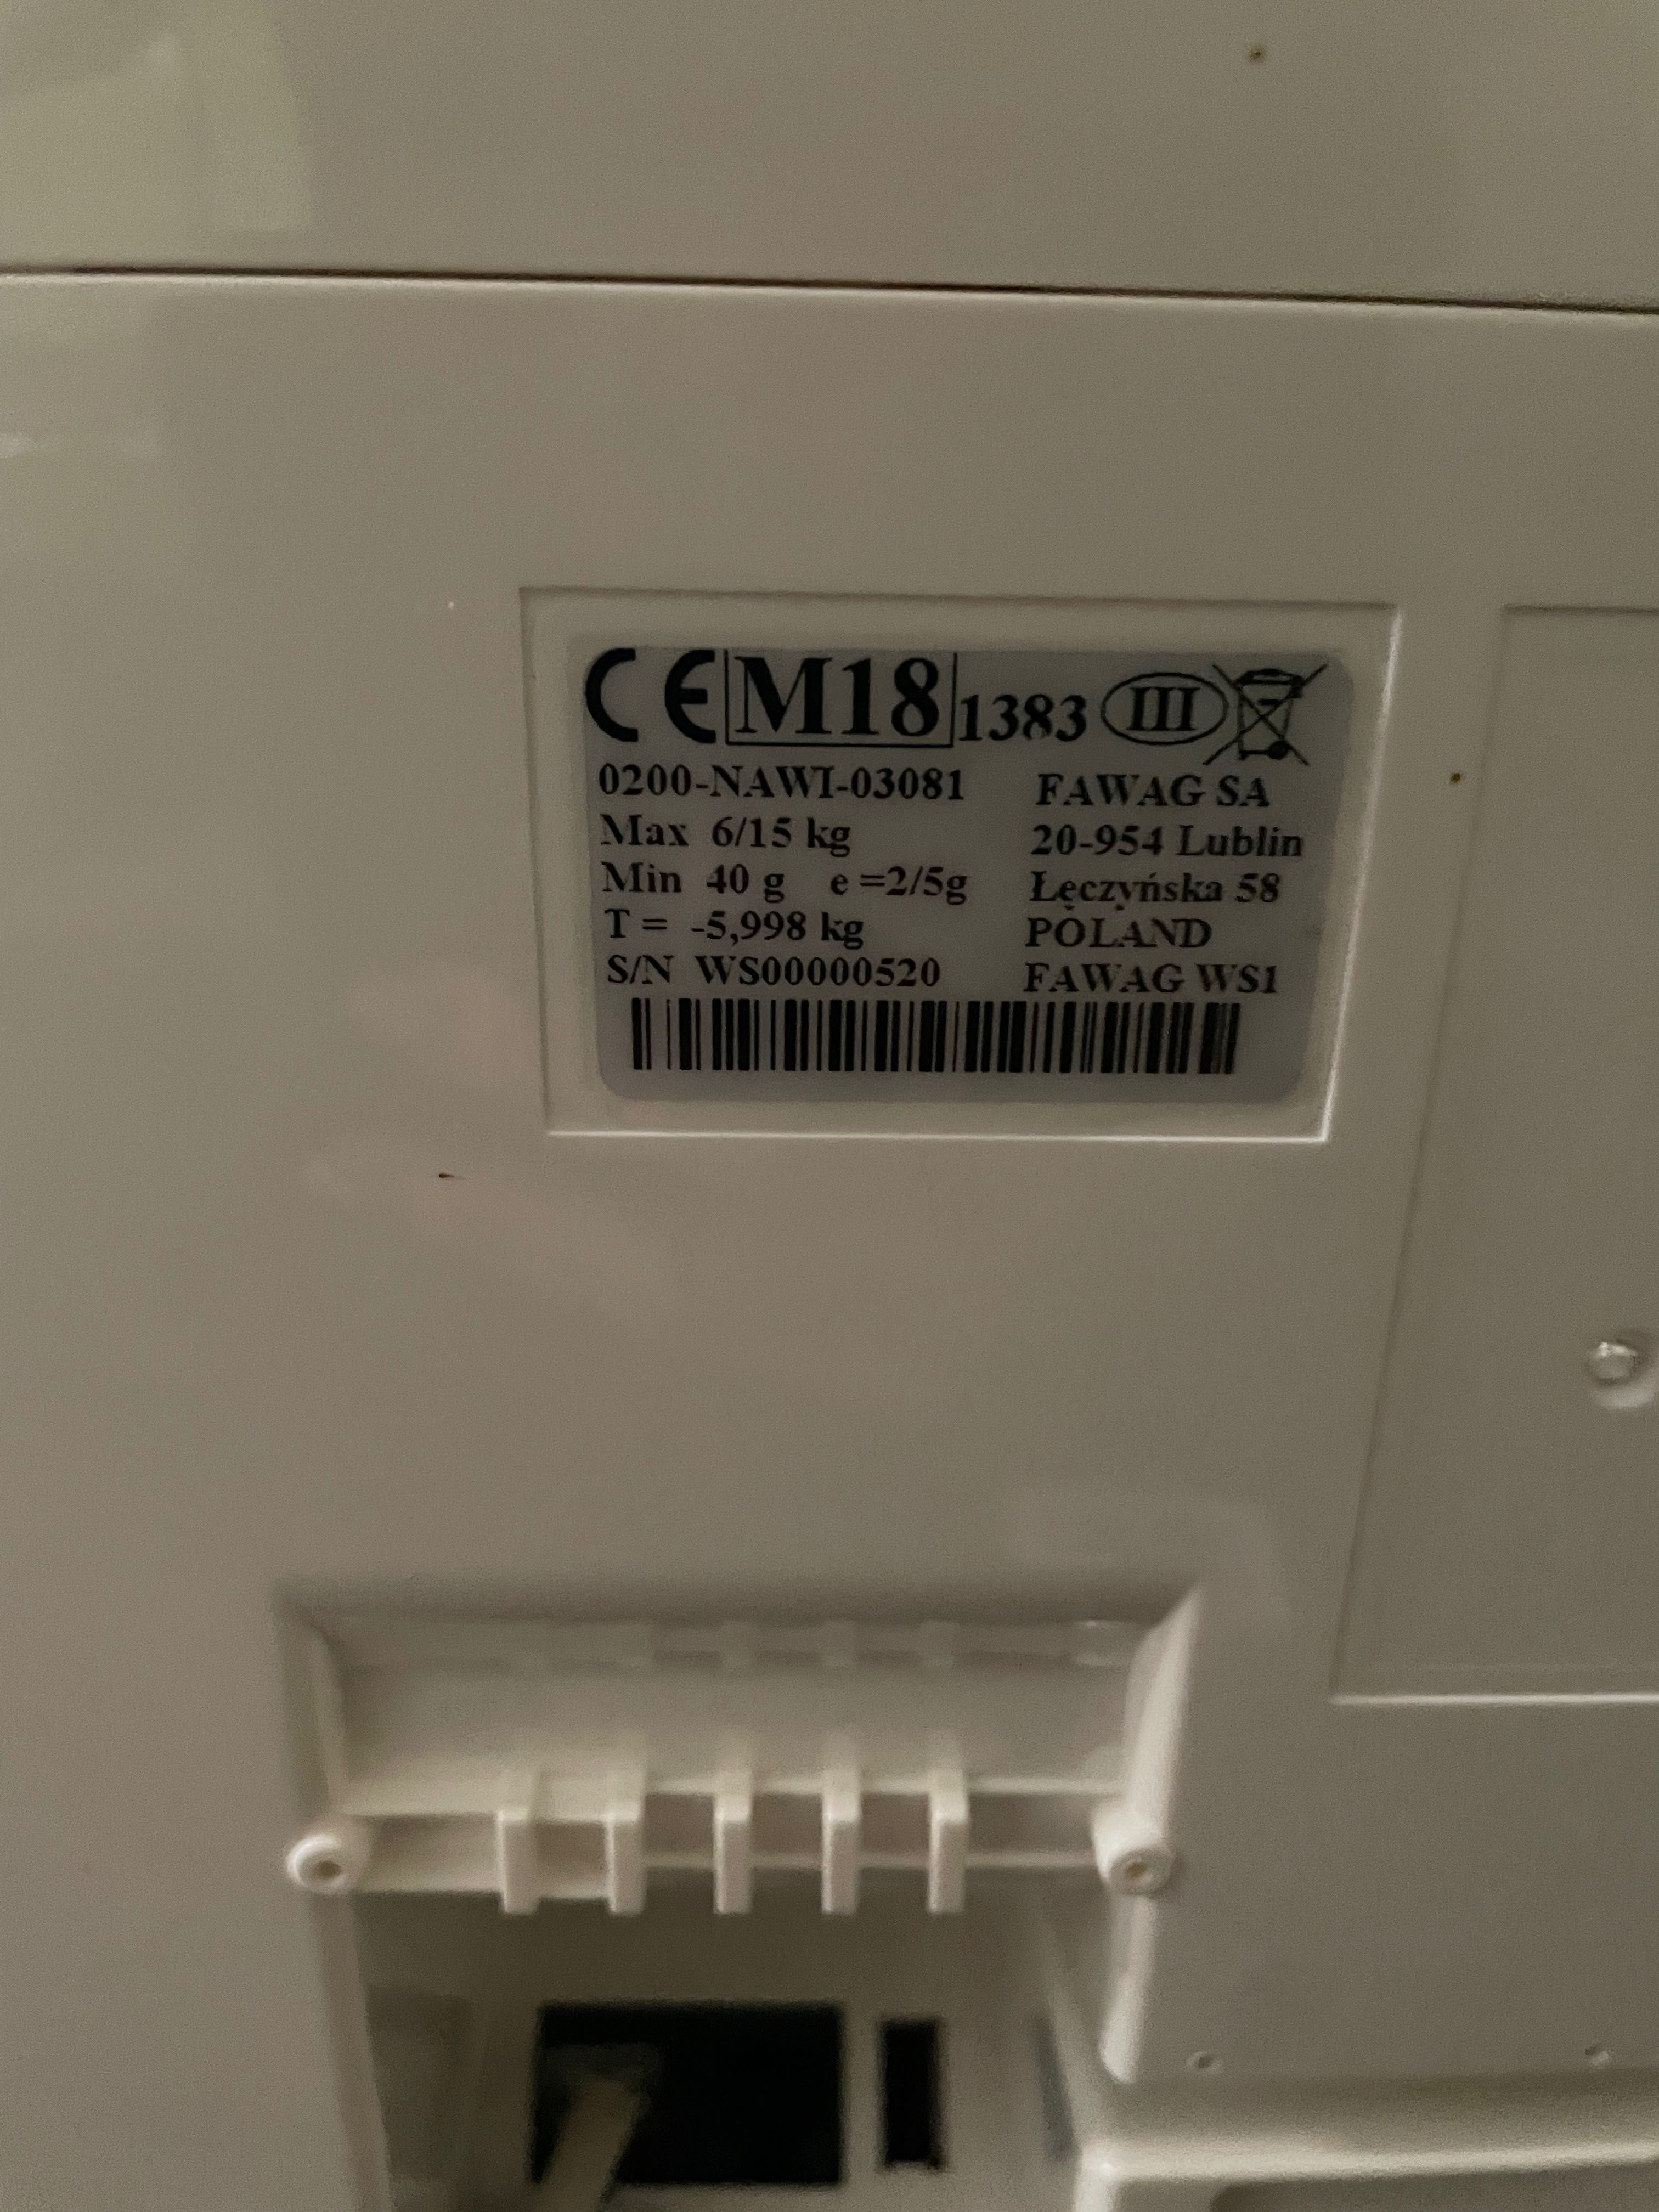 CE M18 1383 III
0200-NAWI-03081
Max 6/15 kg
Min 40 g e =2/5g
T = -5,998 kg
S/N WS00000520
FAWAG SA
20-954 Lublin
Łęczyńska 58
POLAND
FAWAG WS1